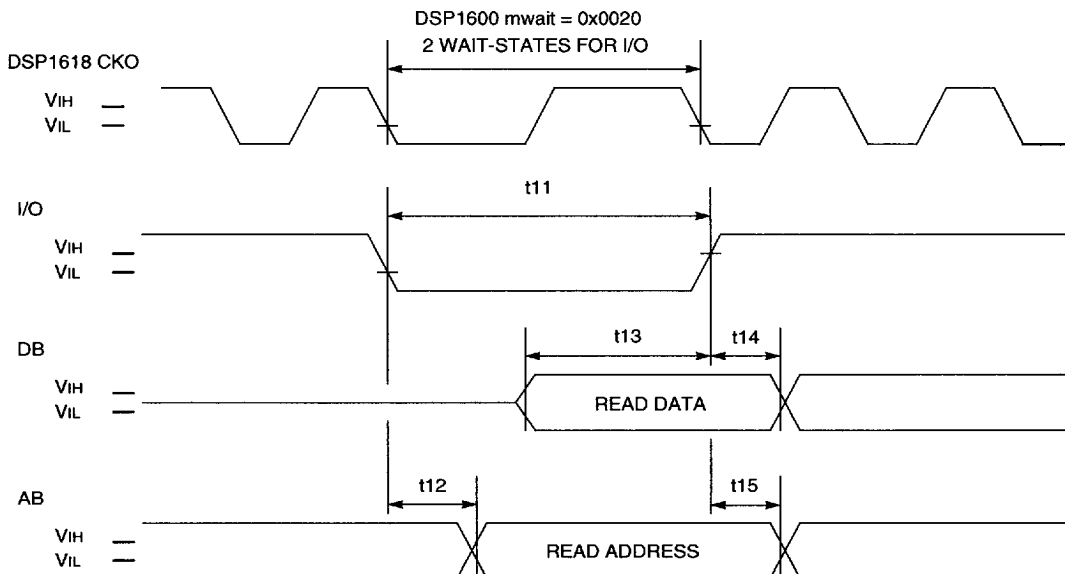 DSP1600 mwait = 0x0020
2 WAIT-STATES FOR I/O
DSP1618 CKO
VIH
VIL
t11
I/O
VIH
VIL
t13
t14
DB
VIH
VIL
READ DATA
t12
t15
AB
VIH
VIL
READ ADDRESS